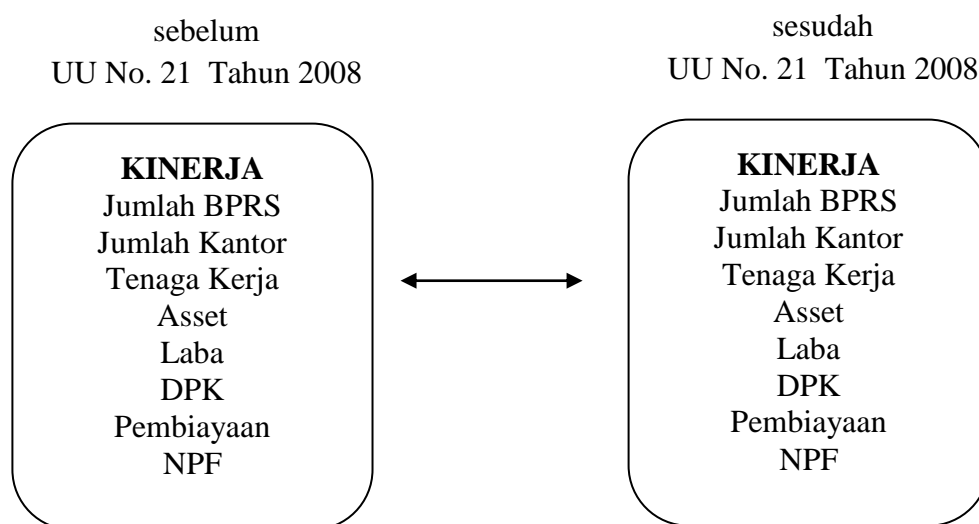 sebelum
UU No. 21 Tahun 2008
KINERJA
Jumlah BPRS
Jumlah Kantor
Tenaga Kerja
Asset
Laba
DPK
Pembiayaan
NPF
sesudah
UU No. 21 Tahun 2008
KINERJA
Jumlah BPRS
Jumlah Kantor
Tenaga Kerja
Asset
Laba
DPK
Pembiayaan
NPF